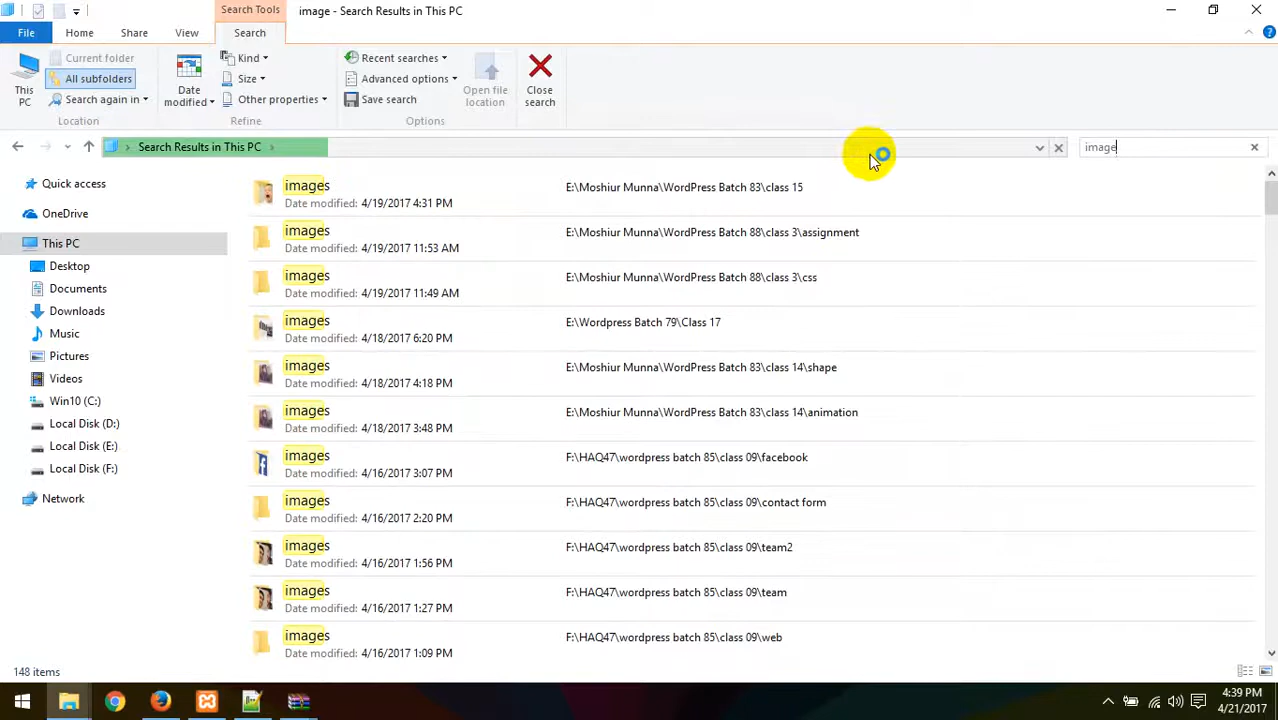 Search Tools
image - Search Results in This PC
File Home Share View Search
This PC
Current folder
All subfolders
Search again in
Location
Date modified
Kind
Size
Other properties
Refine
Recent searches
Advanced options
Save search
Options
Open file location
Close search
Search Results in This PC
image
Quick access
OneDrive
This PC
Desktop
Documents
Downloads
Music
Pictures
Videos
Win10 (C:)
Local Disk (D:)
Local Disk (E:)
Local Disk (F:)
Network
images E:\Moshiur Munna\WordPress Batch 83\class 15
Date modified: 4/19/2017 4:31 PM
images E:\Moshiur Munna\WordPress Batch 88\class 3\assignment
Date modified: 4/19/2017 11:53 AM
images E:\Moshiur Munna\WordPress Batch 88\class 3\css
Date modified: 4/19/2017 11:49 AM
images E:\Wordpress Batch 79\Class 17
Date modified: 4/18/2017 6:20 PM
images E:\Moshiur Munna\WordPress Batch 83\class 14\shape
Date modified: 4/18/2017 4:18 PM
images E:\Moshiur Munna\WordPress Batch 83\class 14\animation
Date modified: 4/18/2017 3:48 PM
images F:\HAQ47\wordpress batch 85\class 09\facebook
Date modified: 4/16/2017 3:07 PM
images F:\HAQ47\wordpress batch 85\class 09\contact form
Date modified: 4/16/2017 2:20 PM
images F:\HAQ47\wordpress batch 85\class 09\team2
Date modified: 4/16/2017 1:56 PM
images F:\HAQ47\wordpress batch 85\class 09\team
Date modified: 4/16/2017 1:27 PM
images F:\HAQ47\wordpress batch 85\class 09\web
Date modified: 4/16/2017 1:09 PM
148 items
4:39 PM
4/21/2017